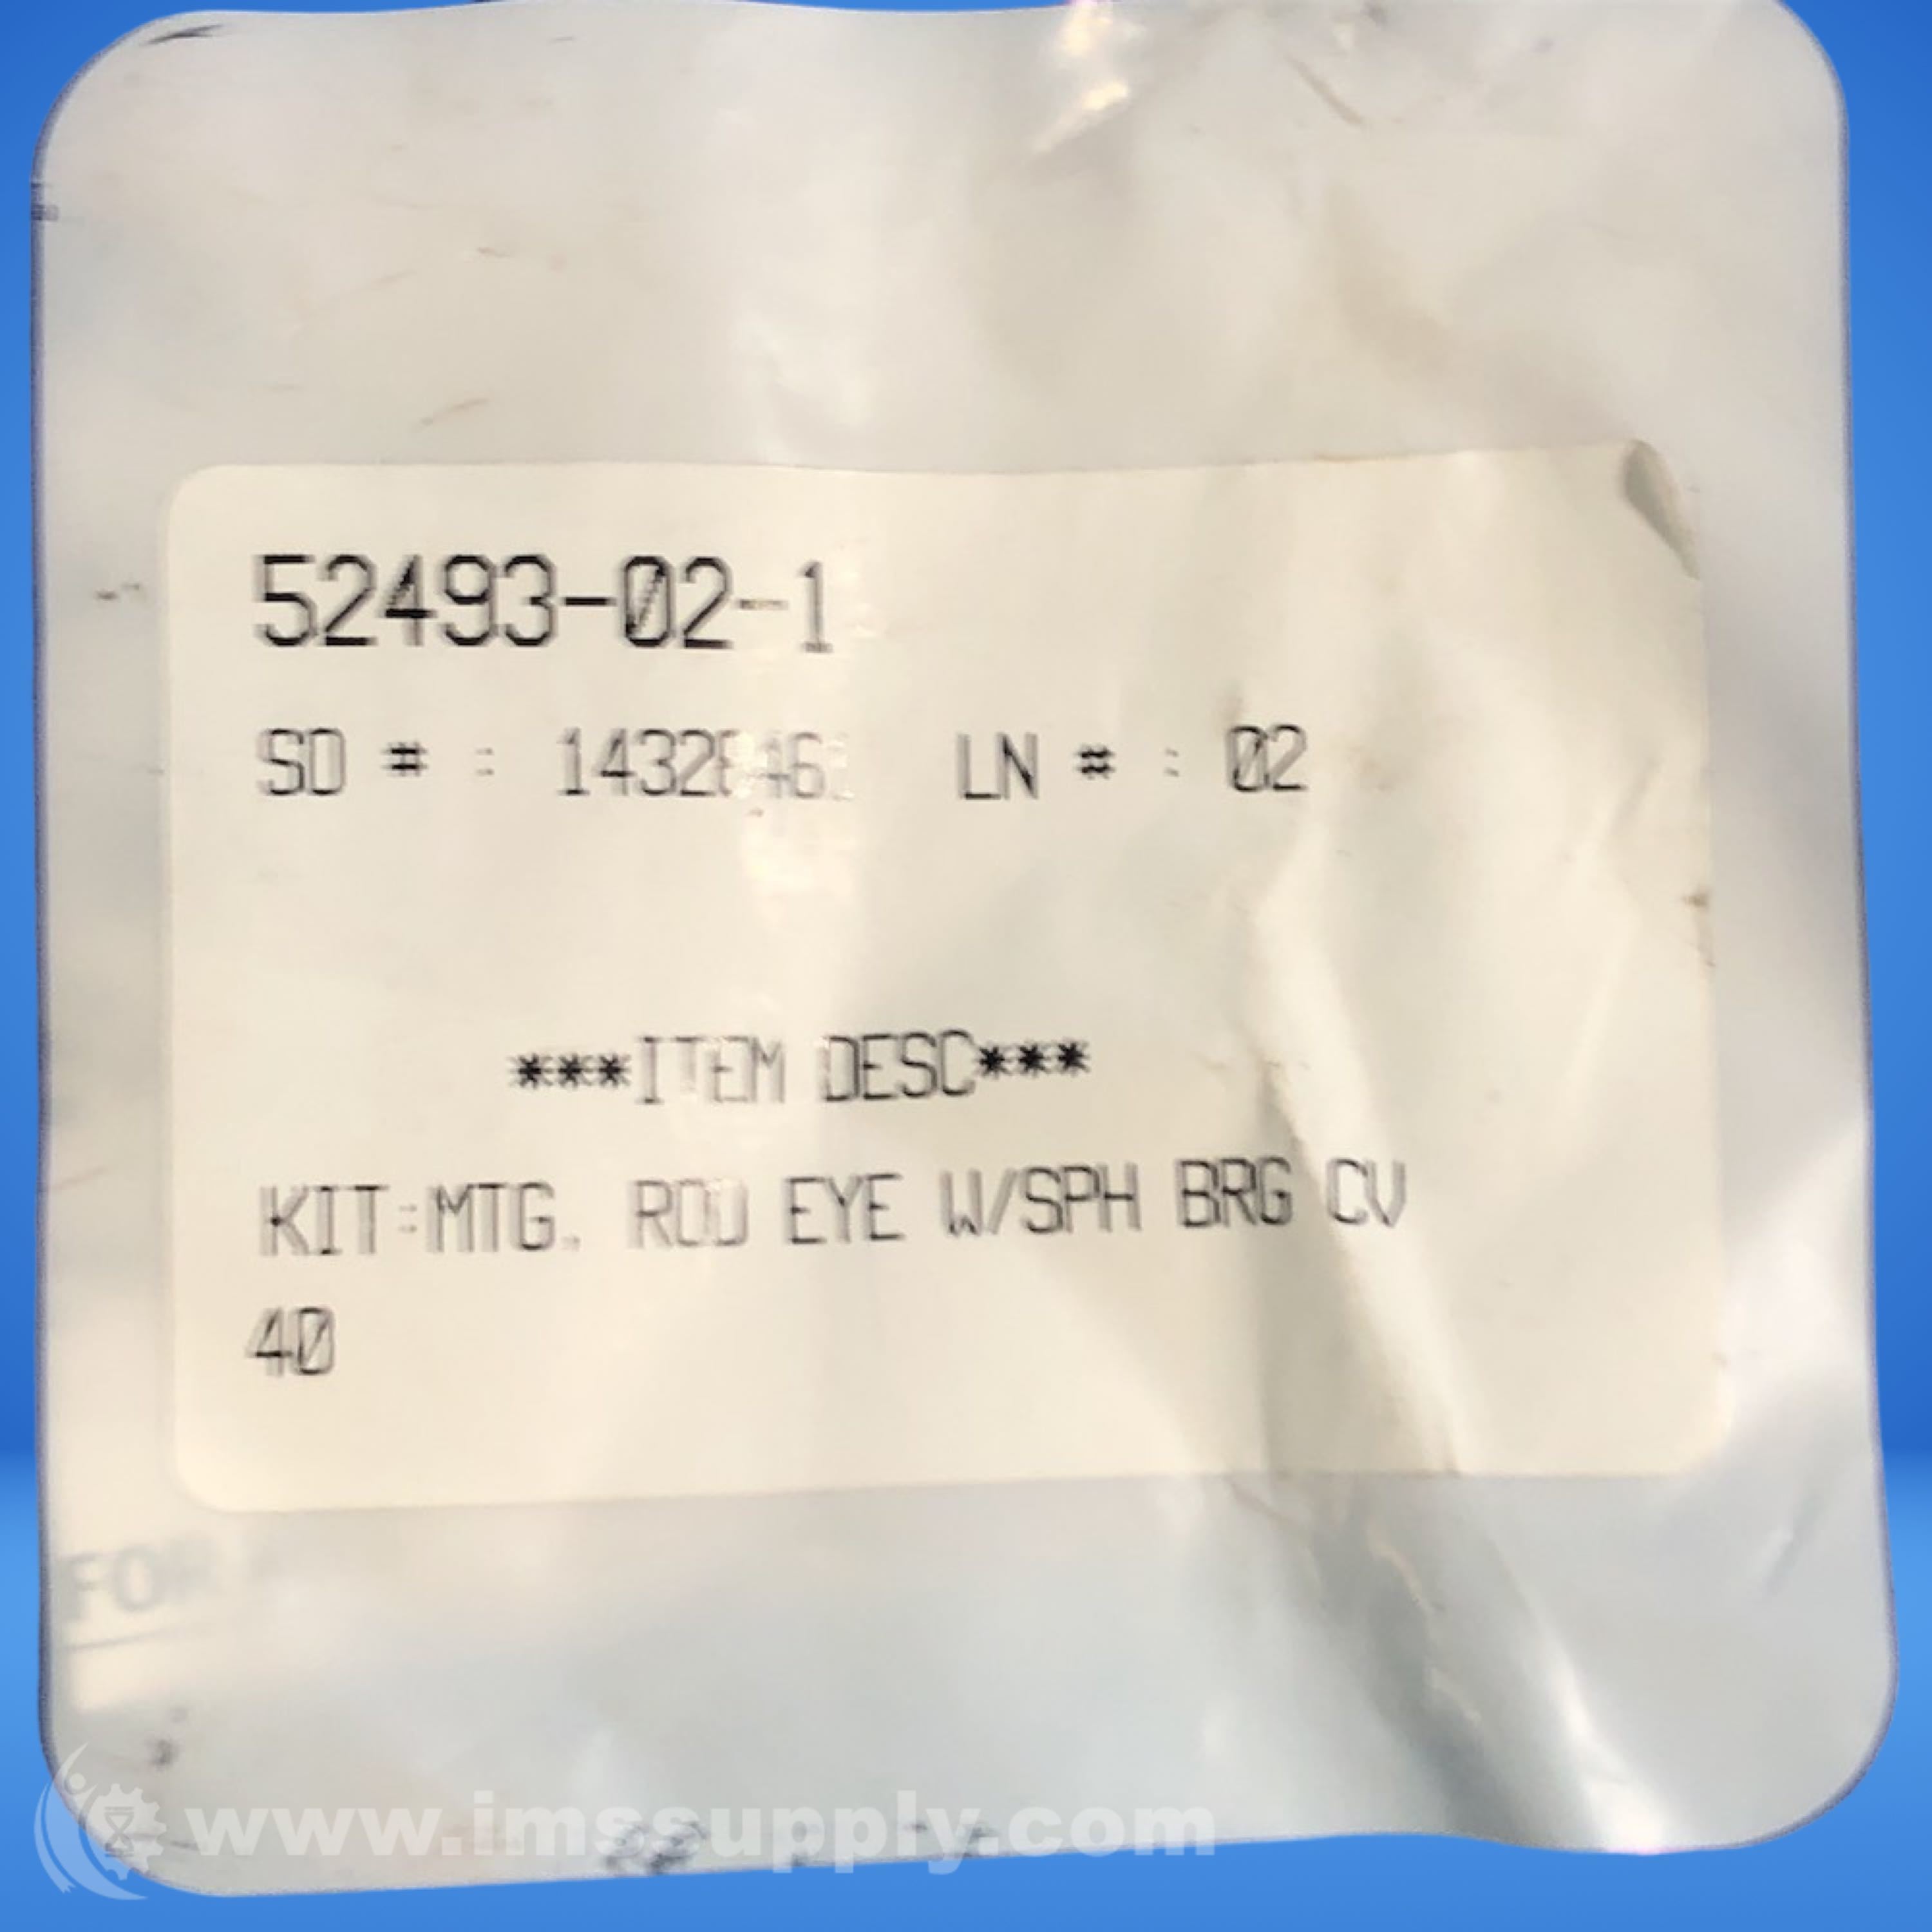 52493-02-1
SO # : LN # : 02
***ITEM DESC***
KIT:MTG. ROD EYE W/SPH BRG CV
40
FOR
www.imssupply.com